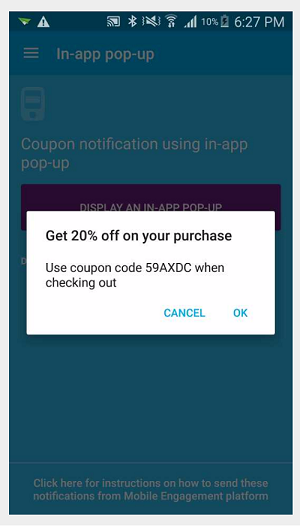 10% 6:27 PM
In-app pop-up
Coupon notification using in-app
pop-up
DISPLAY AN IN-APP POP-UP
Get 20% off on your purchase
Use coupon code 59AXDC when
checking out
CANCEL OK
Click here for instructions on how to send these
notifications from Mobile Engagement platform